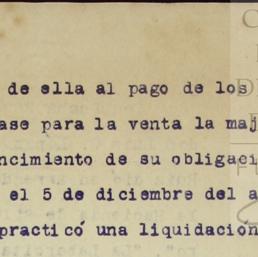 de ella al pago de los
ase para la venta la maj
ncimiento de su obligaci
el 5 de diciembre del a
practicó una liquidación